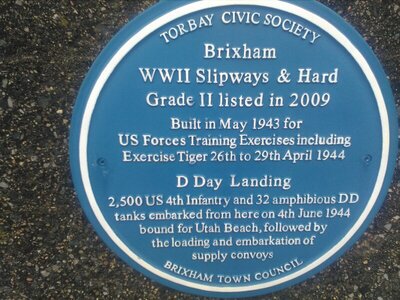 TORBAY CIVIC SOCIETY
Brixham
WWII Slipways & Hard
Grade II listed in 2009
Built in May 1943 for
US Forces Training Exercises including
Exercise Tiger 26th to 29th April 1944
D Day Landing
2,500 US 4th Infantry and 32 amphibious DD
tanks embarked from here on 4th June 1944
bound for Utah Beach, followed by
the loading and embarkation of
supply convoys
BRIXHAM TOWN COUNCIL